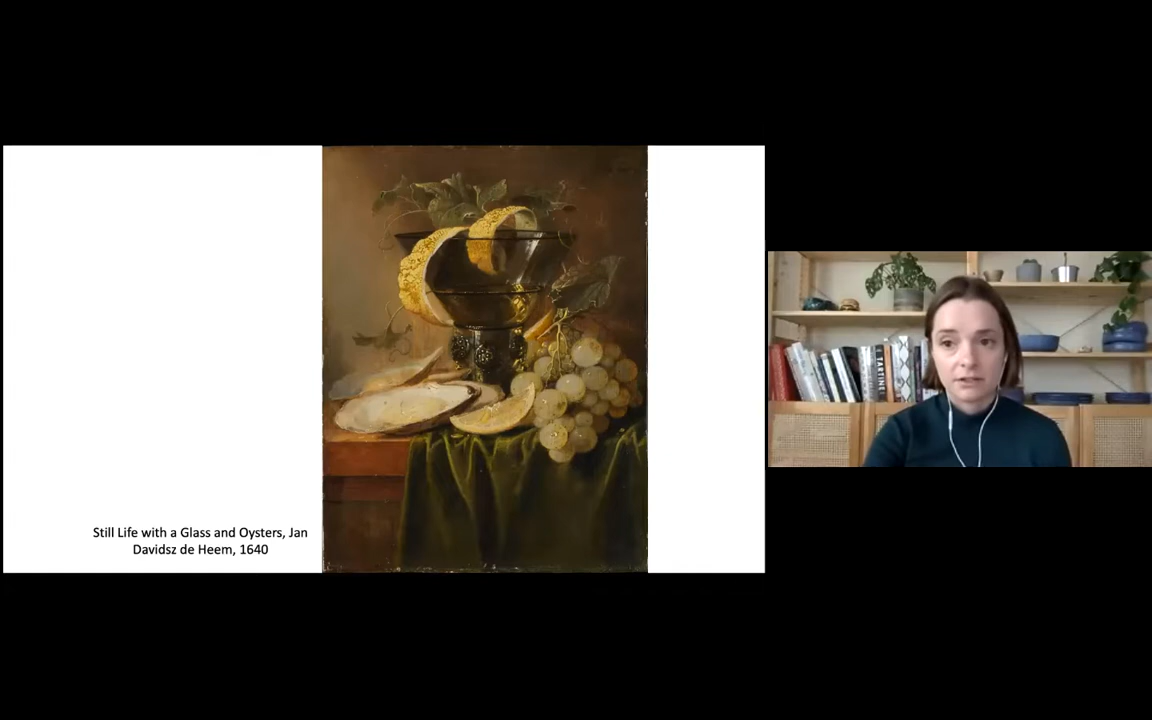 Still Life with a Glass and Oysters, Jan
Davidsz de Heem, 1640
TARTINE